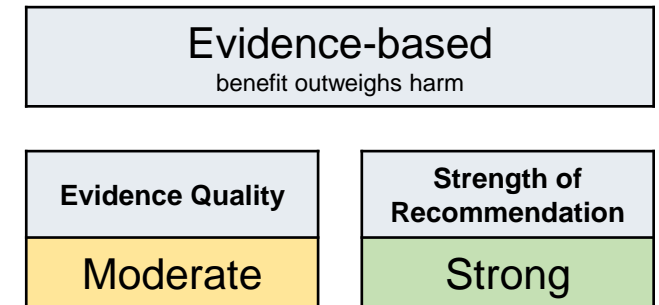 Evidence-based
benefit outweighs harm
Evidence Quality
Moderate
Strength of
Recommendation
Strong